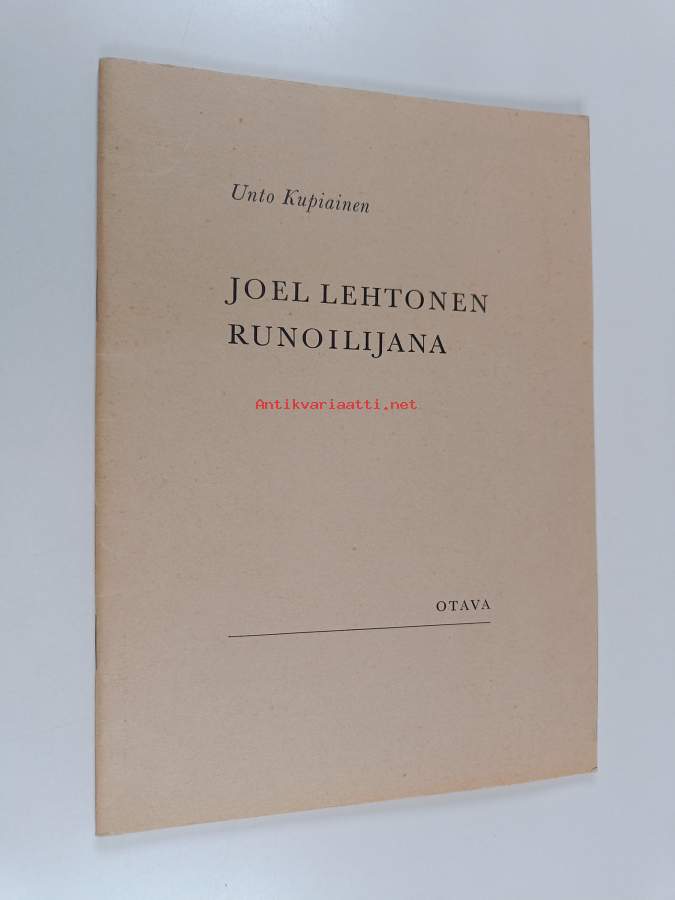 Unto Kupiainen
JOEL LEHTONEN
RUNOILIJANA
Antikvariaatti.net
OTAVA